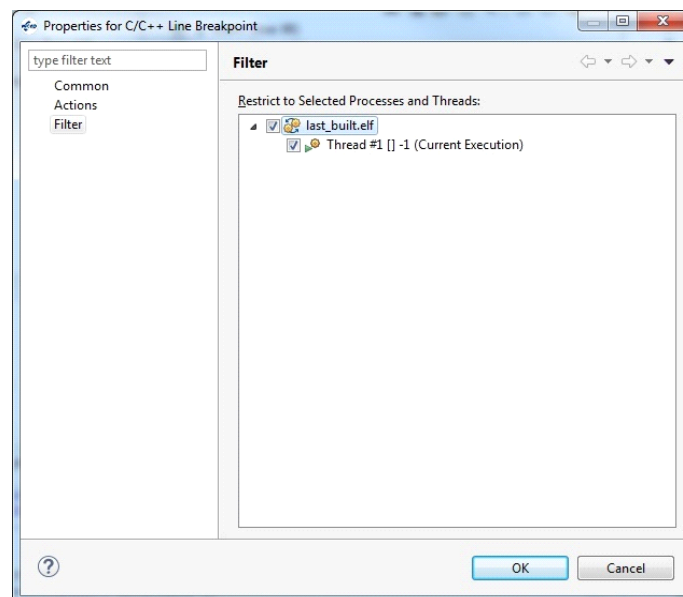 Properties for C/C++ Line Breakpoint
type filter text
Common
Actions
Filter
Filter
Restrict to Selected Processes and Threads:
last_built.elf
Thread #1 [] -1 (Current Execution)
OK
Cancel